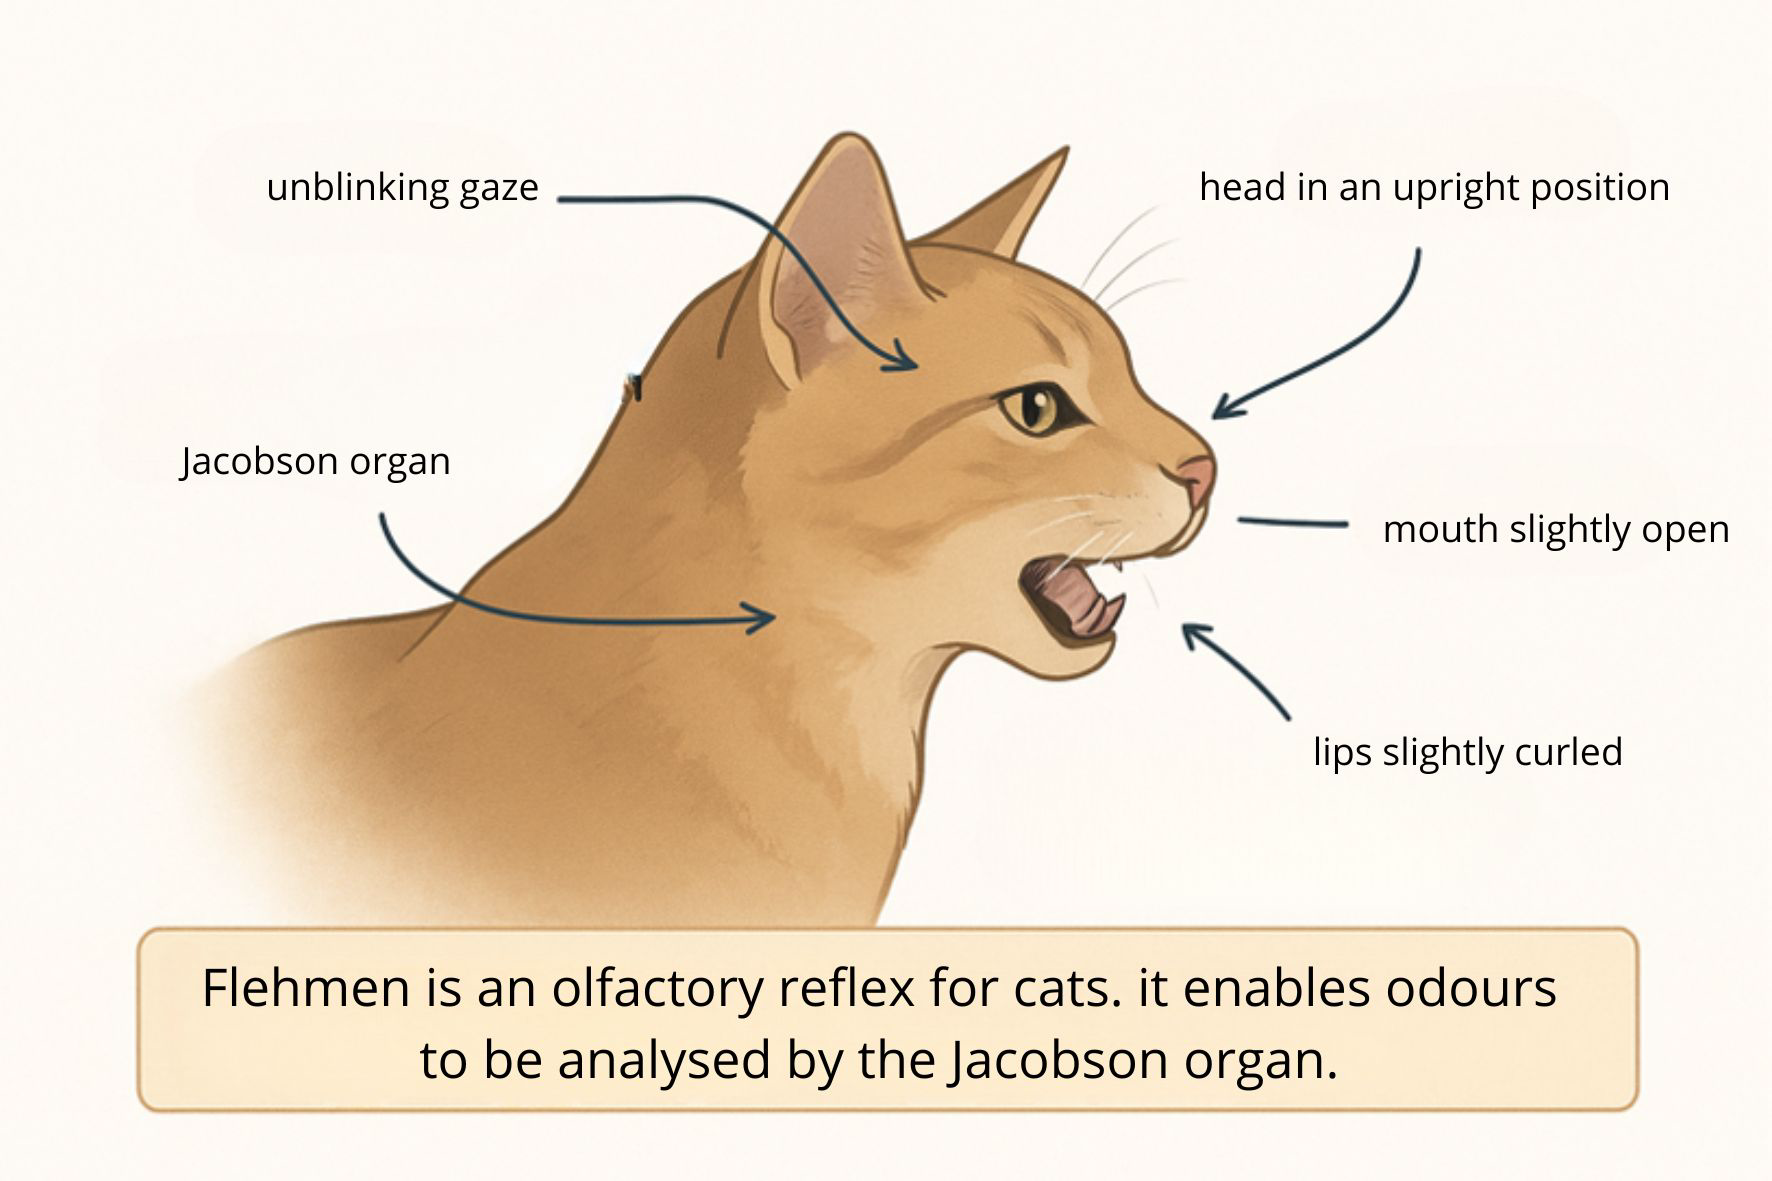 unblinking gaze
head in an upright position
Jacobson organ
mouth slightly open
lips slightly curled
Flehmen is an olfactory reflex for cats. it enables odours
to be analysed by the Jacobson organ.